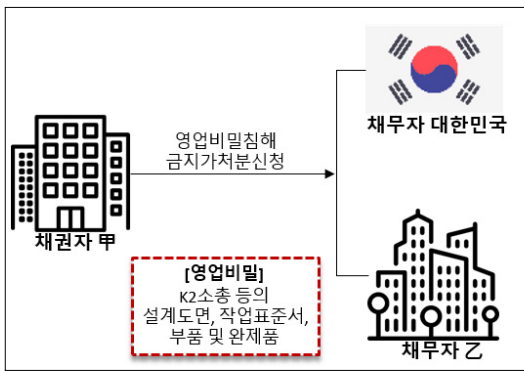 채무자 대한민국
영업비밀침해
금지가처분신청
채권자 甲
[영업비밀]
K2소총 등의
설계도면, 작업표준서,
부품 및 완제품
채무자 乙